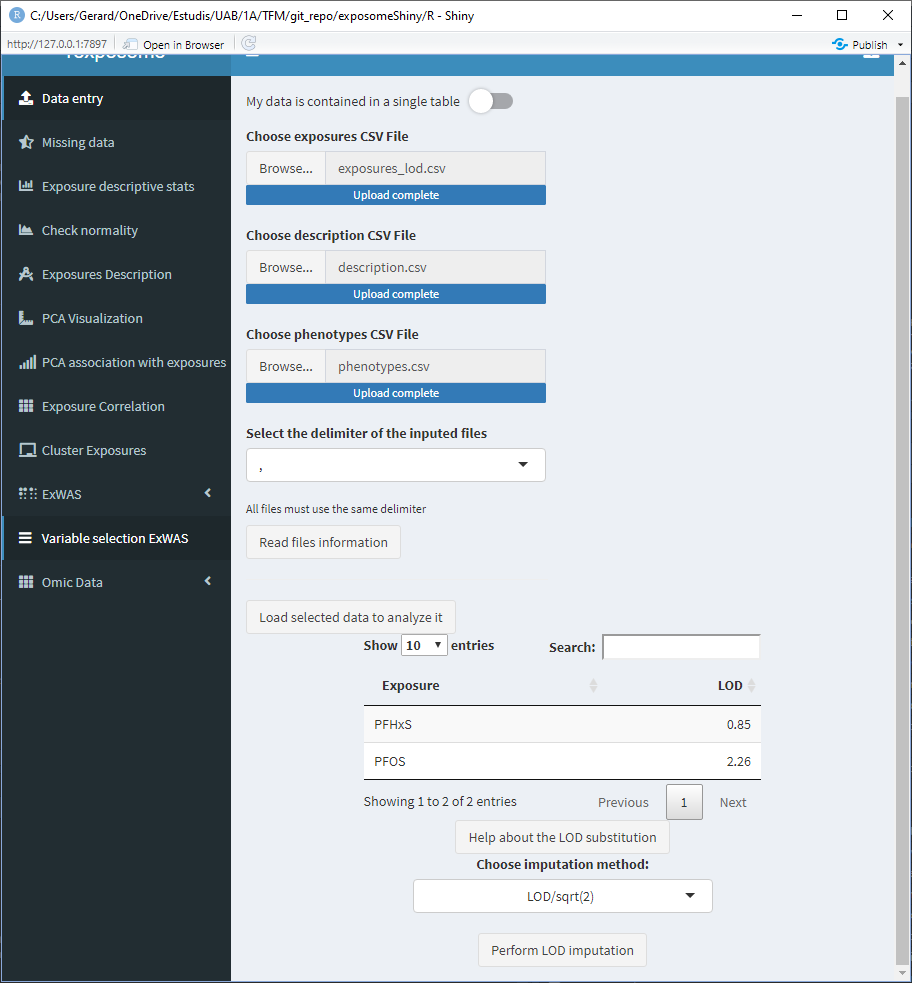 C:/Users/Gerard/OneDrive/Estudis/UAB/1A/TFM/git_repo/exposomeShiny/R - Shiny
http://127.0.0.1:7897
Open in Browser
Publish
Data entry
Missing data
Exposure descriptive stats
Check normality
Exposures Description
PCA Visualization
PCA association with exposures
Exposure Correlation
Cluster Exposures
ExWAS
Variable selection ExWAS
Omic Data
My data is contained in a single table
Choose exposures CSV File
Browse... exposures_lod.csv
Upload complete
Choose description CSV File
Browse... description.csv
Upload complete
Choose phenotypes CSV File
Browse... phenotypes.csv
Upload complete
Select the delimiter of the inputed files
,
All files must use the same delimiter
Read files information
Load selected data to analyze it
Show 10 entries Search:
Exposure LOD
PFHxS 0.85
PFOS 2.26
Showing 1 to 2 of 2 entries Previous 1 Next
Help about the LOD substitution
Choose imputation method:
LOD/sqrt(2)
Perform LOD imputation